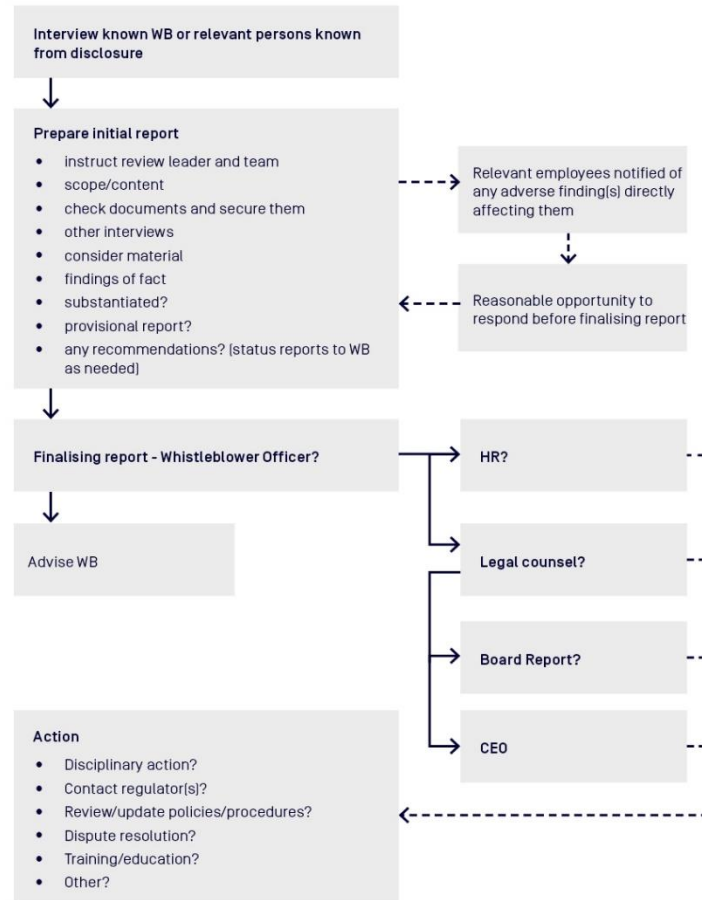 Interview known WB or relevant persons known
from disclosure
Prepare initial report
• instruct review leader and team
• scope/content
• check documents and secure them
• other interviews
• consider material
• findings of fact
• substantiated?
• provisional report?
• any recommendations? (status reports to WB
as needed)
Relevant employees notified of
any adverse finding(s) directly
affecting them
Reasonable opportunity to
respond before finalising report
Finalising report - Whistleblower Officer?
HR?
Advise WB
Legal counsel?
Board Report?
CEO
Action
• Disciplinary action?
• Contact regulator(s)?
• Review/update policies/procedures?
• Dispute resolution?
• Training/education?
• Other?